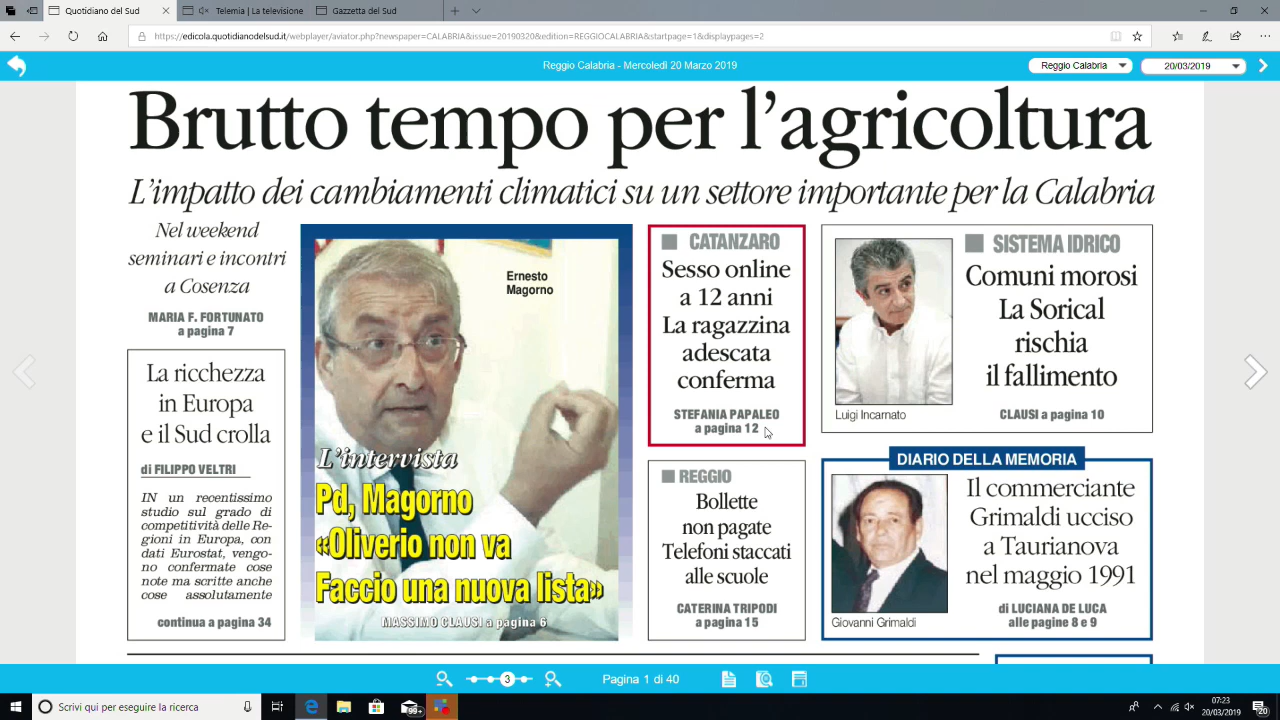 Quotidiano del Sud
Quotazza televisione
Quotidiano del Sud
https://edicola.quotidianodelsud.it/webplayer/aviator.php?newspaper=CALABRIA&issue=20190320&edition=REGGIOCALABRIA&startpage=1&displaypages=2
Reggio Calabria - Mercoledì 20 Marzo 2019
Reggio Calabria
20/03/2019
Brutto tempo per l'agricoltura
L'impatto dei cambiamenti climatici su un settore importante per la Calabria
Nel weekend
seminari e incontri
a Cosenza
MARIA F. FORTUNATO
a pagina 7
La ricchezza
in Europa
e il Sud crolla
di FILIPPO VELTRI
IN un recentissimo
studio sul grado di
competitività delle Re-
gioni in Europa, con
dati Eurostat, vengo-
no confermate cose
note ma scritte anche
cose assolutamente
continua a pagina 34
Ernesto
Magorno
L'intervista
Pd, Magorno
«Oliverio non va
Faccio una nuova lista»
MASSIMO CLAUSI a pagina 6
CATANZARO
Sesso online
a 12 anni
La ragazzina
adescata
conferma
STEFANIA PAPALEO
a pagina 12
REGGIO
Bollette
non pagate
Telefoni staccati
alle scuole
CATERINA TRIPODI
a pagina 15
SISTEMA IDRICO
Comuni morosi
La Sorical
rischia
il fallimento
CLAUSI a pagina 10
Luigi Incarnato
DIARIO DELLA MEMORIA
Il commerciante
Grimaldi ucciso
a Taurianova
nel maggio 1991
di LUCIANA DE LUCA
alle pagine 8 e 9
Giovanni Grimaldi
3
Pagina 1 di 40
Scrivi qui per eseguire la ricerca
99+
07:23
20/03/2019
20